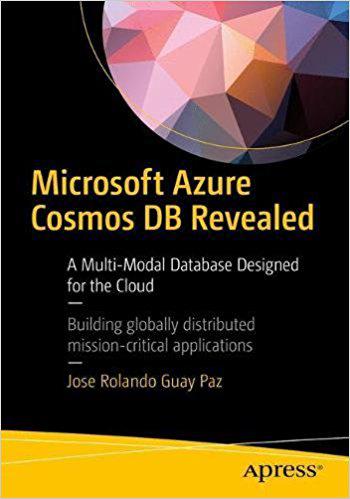 Microsoft Azure
Cosmos DB Revealed
A Multi-Modal Database Designed
for the Cloud
Building globally distributed
mission-critical applications
Jose Rolando Guay Paz
Apress®